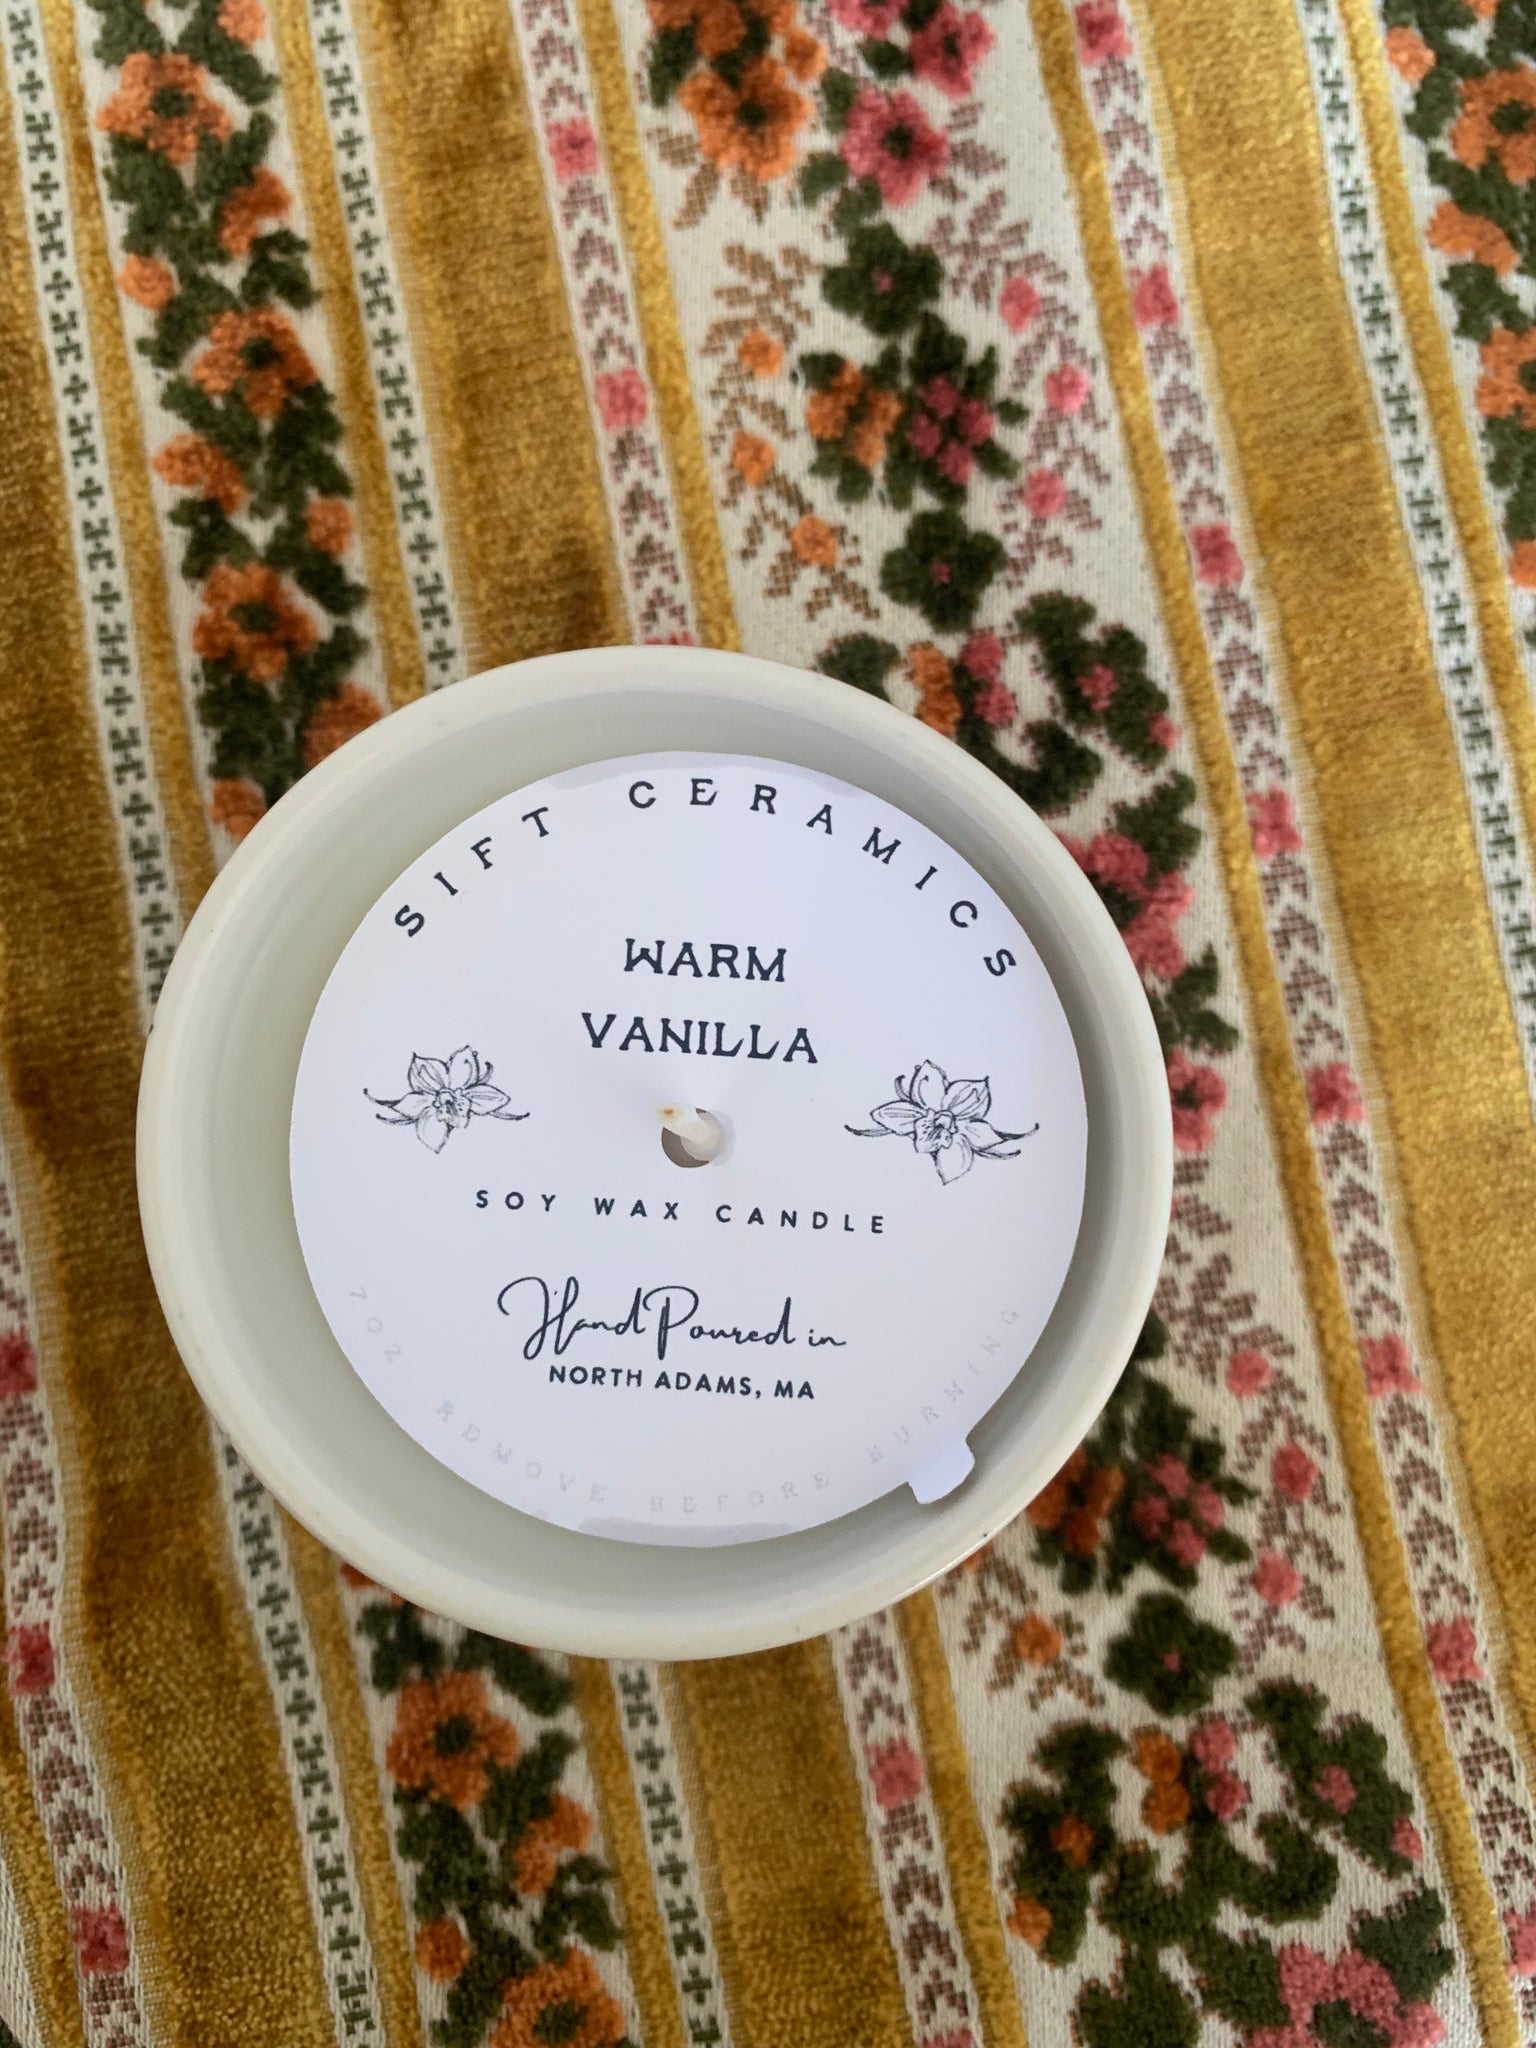 SIFT CERAMICS
WARM
VANILLA
SOY WAX CANDLE
Hand Poured in
NORTH ADAMS, MA
7OZ REMOVE BEFORE BURNING